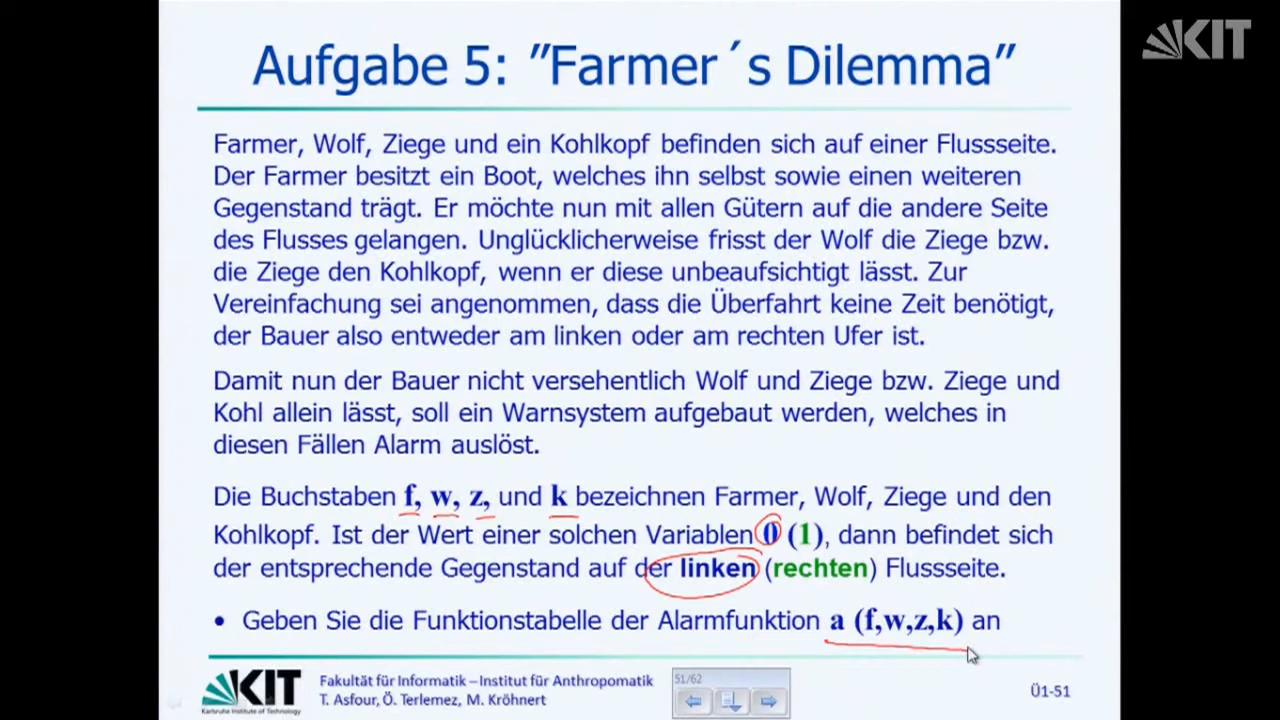 KIT
Aufgabe 5: ”Farmer´s Dilemma”
Farmer, Wolf, Ziege und ein Kohlkopf befinden sich auf einer Flussseite.
Der Farmer besitzt ein Boot, welches ihn selbst sowie einen weiteren
Gegenstand trägt. Er möchte nun mit allen Gütern auf die andere Seite
des Flusses gelangen. Unglücklicherweise frisst der Wolf die Ziege bzw.
die Ziege den Kohlkopf, wenn er diese unbeaufsichtigt lässt. Zur
Vereinfachung sei angenommen, dass die Überfahrt keine Zeit benötigt,
der Bauer also entweder am linken oder am rechten Ufer ist.
Damit nun der Bauer nicht versehentlich Wolf und Ziege bzw. Ziege und
Kohl allein lässt, soll ein Warnsystem aufgebaut werden, welches in
diesen Fällen Alarm auslöst.
Die Buchstaben f, w, z, und k bezeichnen Farmer, Wolf, Ziege und den
Kohlkopf. Ist der Wert einer solchen Variablen 0 (1), dann befindet sich
der entsprechende Gegenstand auf der linken (rechten) Flussseite.
• Geben Sie die Funktionstabelle der Alarmfunktion a (f,w,z,k) an
KIT
Karlsruhe Institute of Technology
Fakultät für Informatik – Institut für Anthropomatik
T. Asfour, Ö. Terlemez, M. Kröhnert
51/62
Ü1-51